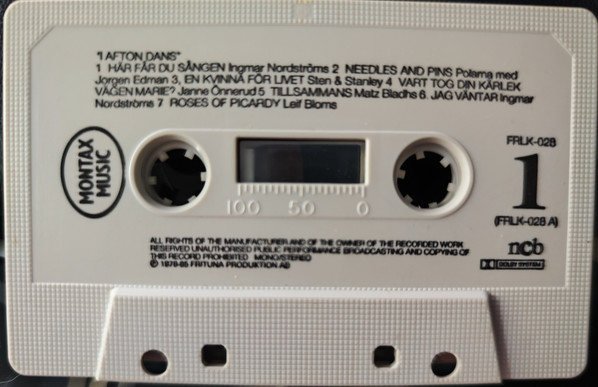 "I AFTON DANS"
1 HÄR FÅR DU SÅNGEN Ingmar Nordströms 2 NEEDLES AND PINS Polarna med
Jorgen Edman 3, EN KVINNA FÖR LIVET Sten & Stanley 4 VART TOG DIN KÄRLEK
VÄGEN MARIE? Janne Önnerud 5 TILLSAMMANS Matz Bladhs 6. JAG VÄNTAR Ingmar
Nordströms 7 ROSES OF PICARDY Leif Bloms
MONTAX
MUSIC
FRLK-028
1
(FRLK-028 A)
100 50 0
ALL RIGHTS OF THE MANUFACTURER AND OF THE OWNER OF THE RECORDED WORK
RESERVED UNAUTHORISED PUBLIC PERFORMANCE BROADCASTING AND COPYING OF
THIS RECORD PROHIBITED MONO/STEREO
© 1979-85 FRITUNA PRODUKTION AB
ncb
DOLBY SYSTEM